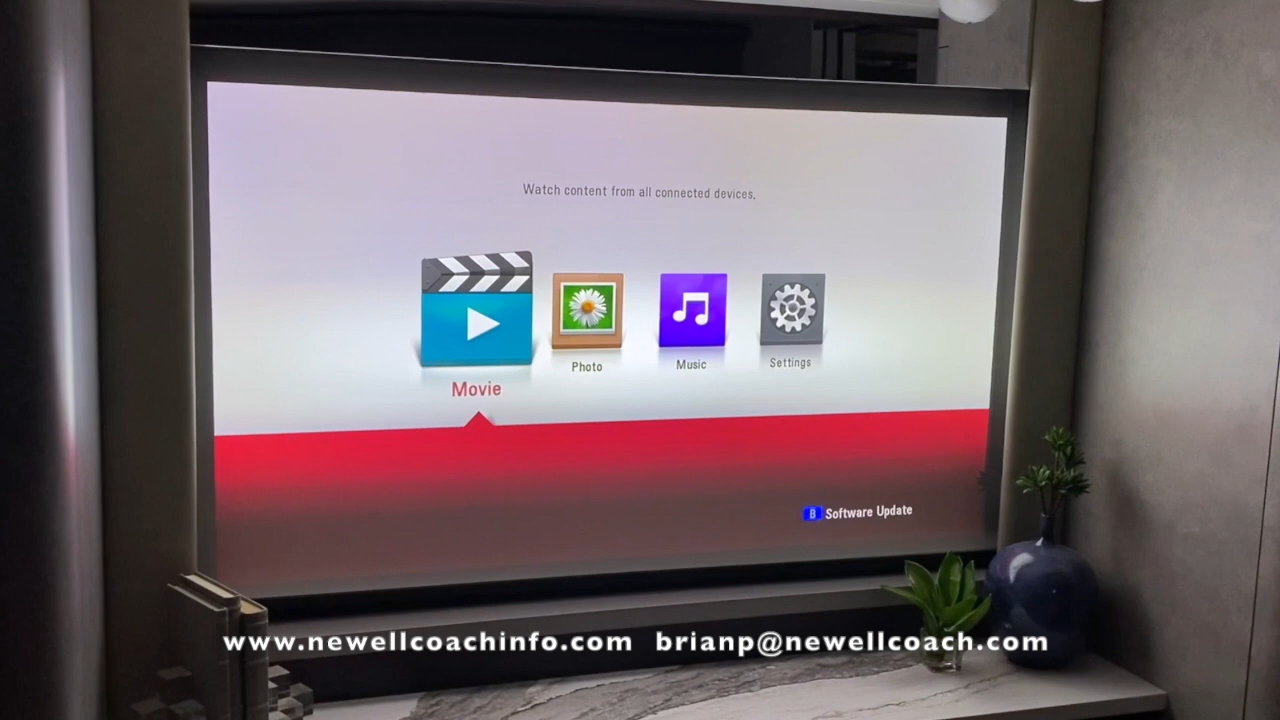 Watch content from all connected devices.
Movie
Photo
Music
Settings
B Software Update
www.newellcoachinfo.com brianp@newellcoach.com